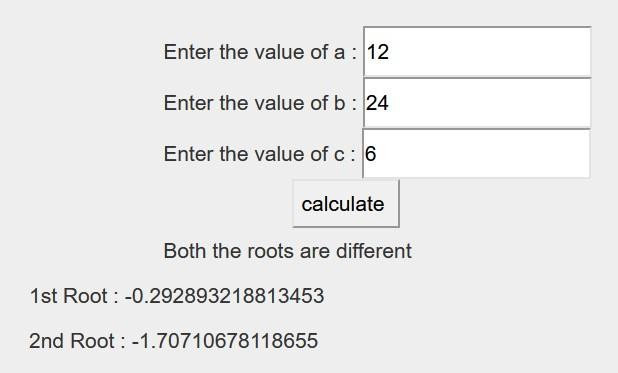 Enter the value of a : 12
Enter the value of b : 24
Enter the value of c : 6
calculate
Both the roots are different
1st Root : -0.292893218813453
2nd Root : -1.70710678118655